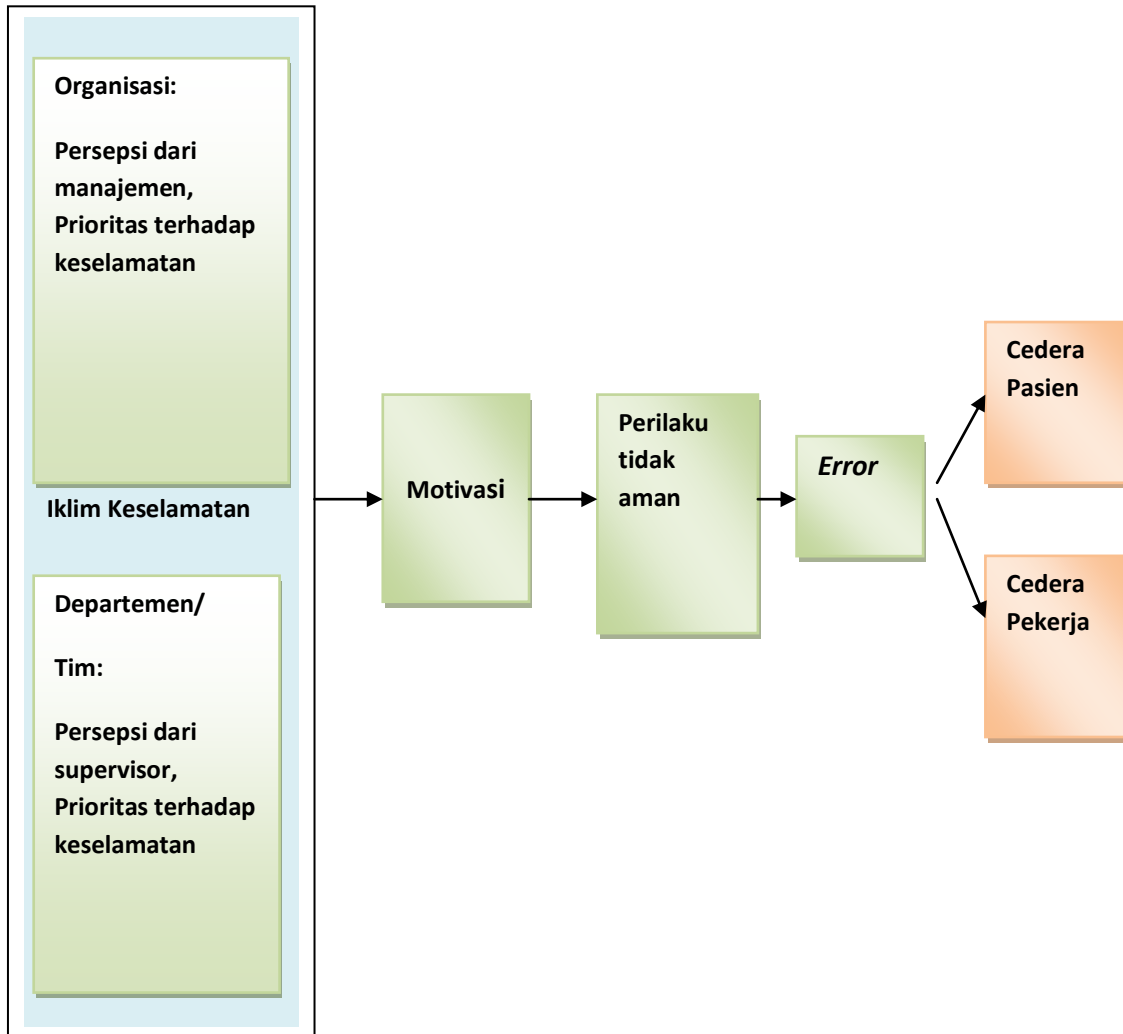 Organisasi:
Persepsi dari
manajemen,
Prioritas terhadap
keselamatan
Iklim Keselamatan
Departemen/
Tim:
Persepsi dari
supervisor,
Prioritas terhadap
keselamatan
Motivasi
Perilaku
tidak
aman
Error
Cedera
Pasien
Cedera
Pekerja